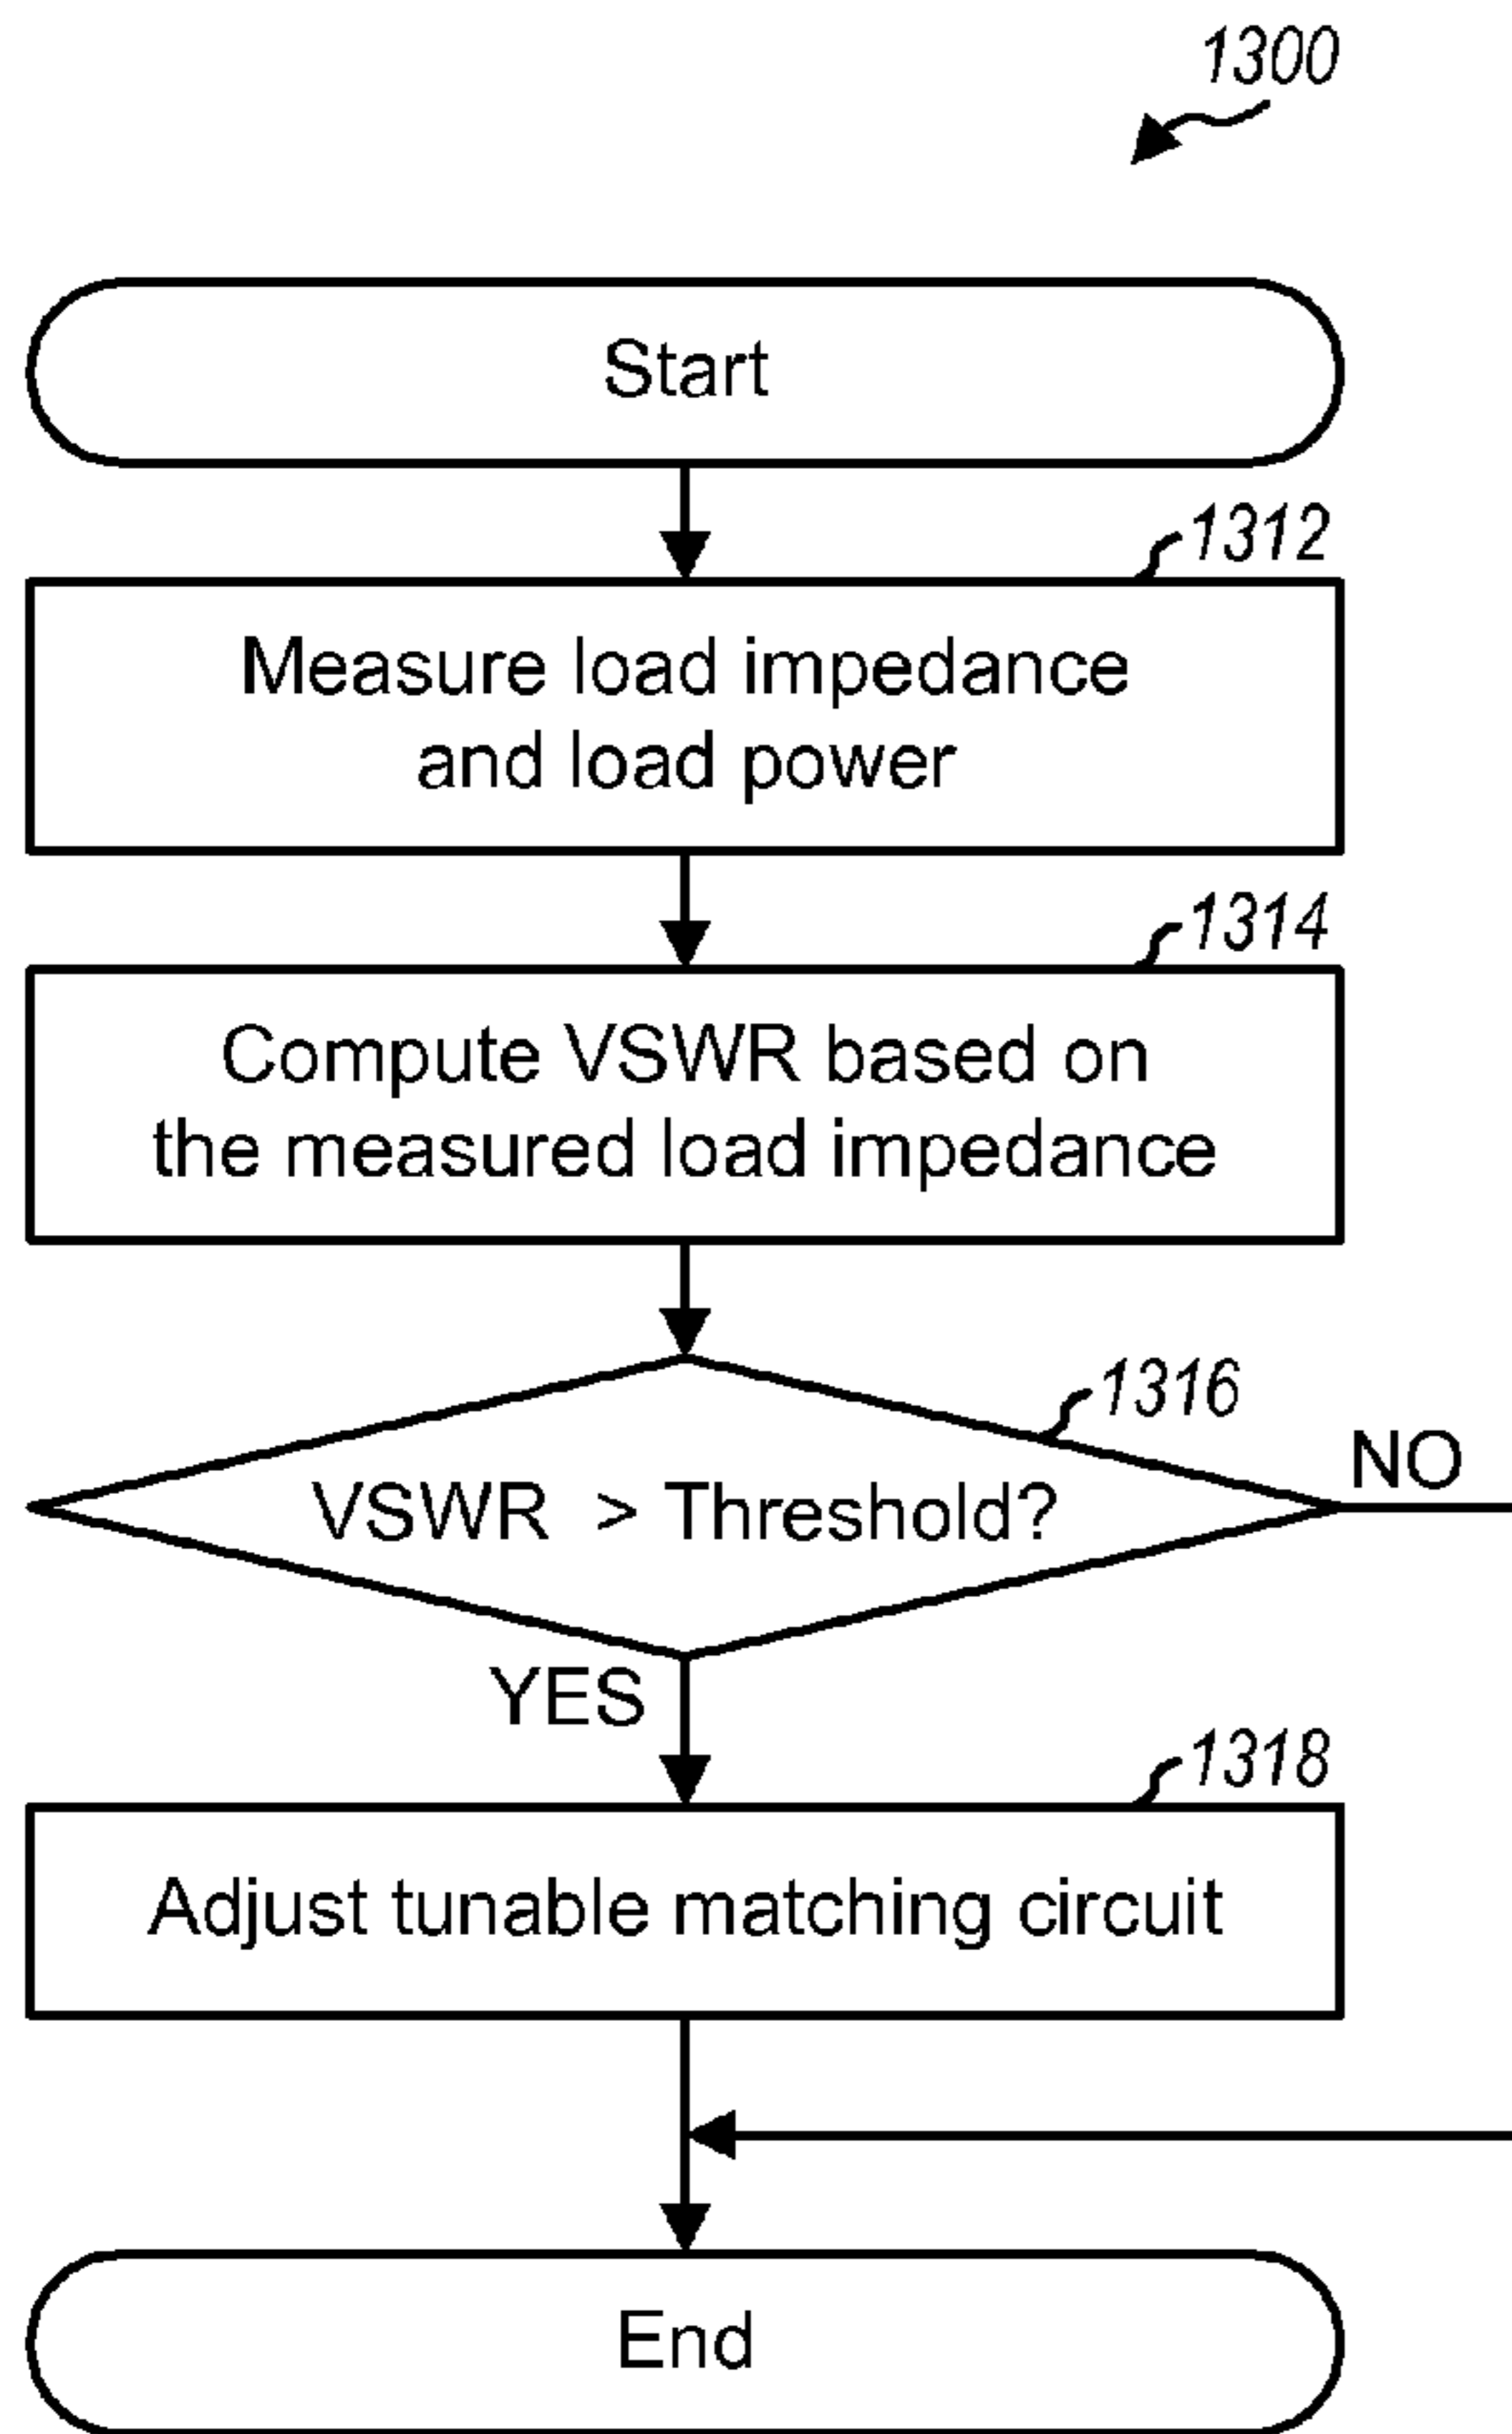 1300
Start
1312
Measure load impedance
and load power
1314
Compute VSWR based on
the measured load impedance
1316
VSWR > Threshold?
NO
YES
1318
Adjust tunable matching circuit
End